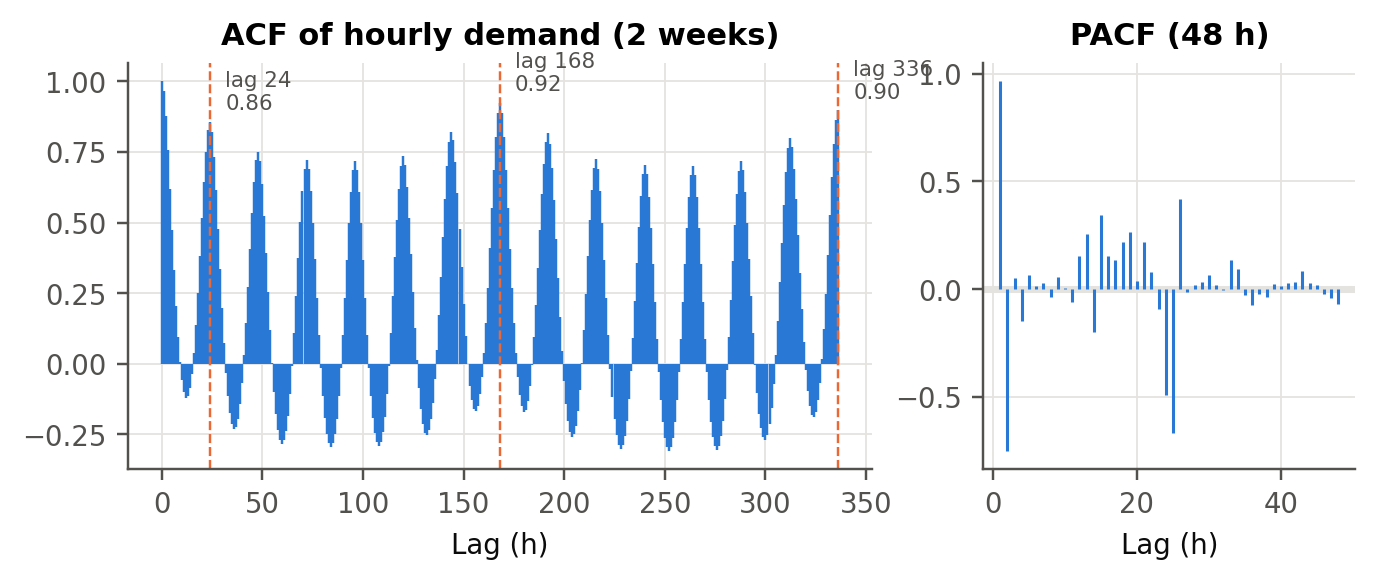 ACF of hourly demand (2 weeks)
lag 24
0.86
lag 168
0.92
lag 336
0.90
1.00
0.75
0.50
0.25
0.00
−0.25
0 50 100 150 200 250 300 350
Lag (h)
PACF (48 h)
1.0
0.5
0.0
−0.5
0 20 40
Lag (h)